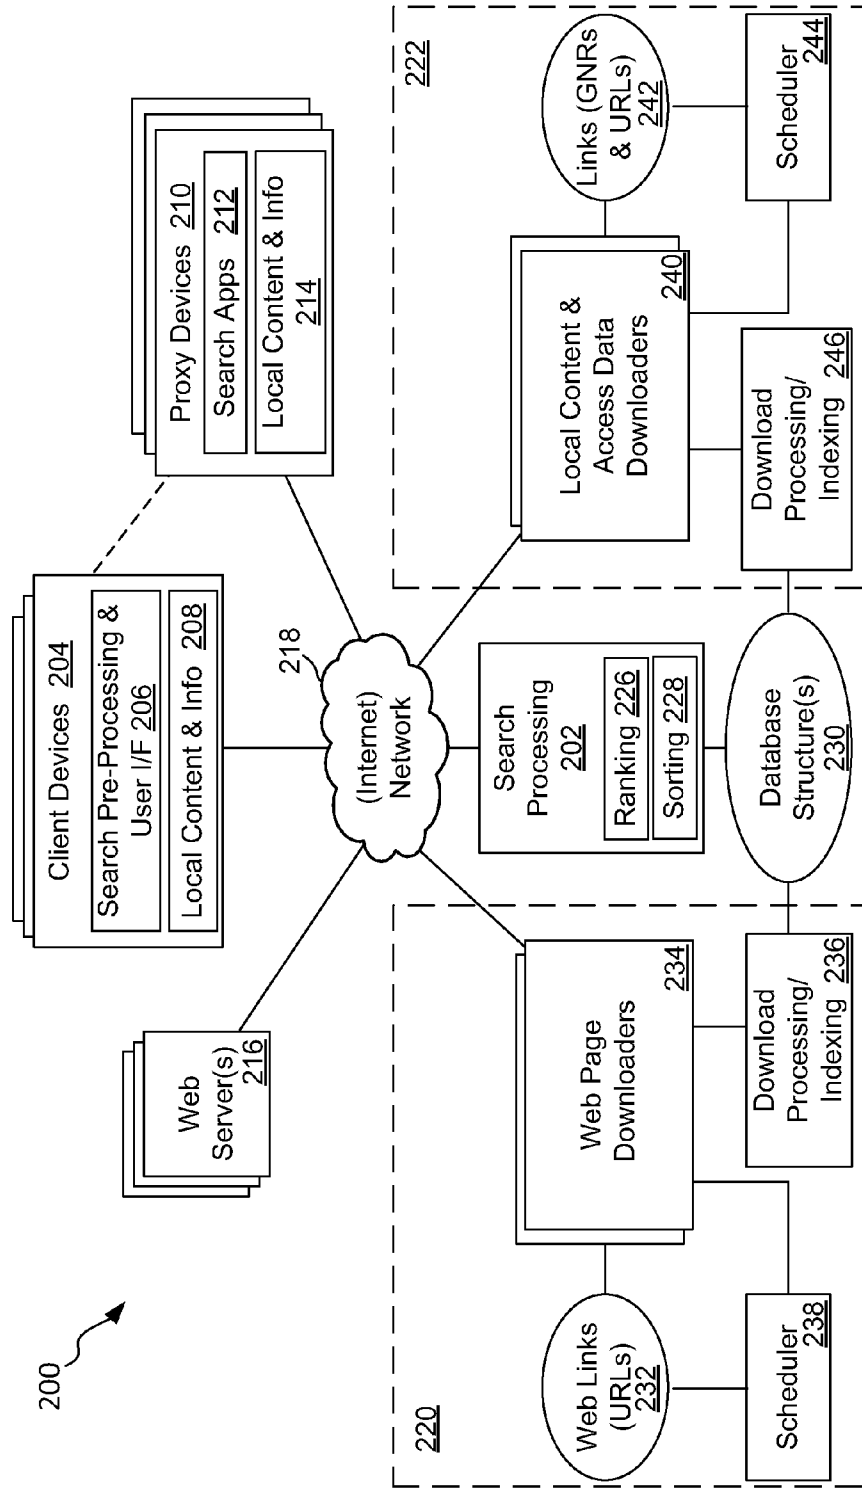 200
Web
Server(s)
216
Client Devices 204
Search Pre-Processing &
User I/F 206
Local Content & Info 208
Proxy Devices 210
Search Apps 212
Local Content & Info
214
218
(Internet)
Network
220
Web Links
(URLs)
232
Scheduler
238
Web Page
Downloaders
234
Download
Processing/
Indexing 236
Search
Processing
202
Ranking 226
Sorting 228
Database
Structure(s)
230
222
Local Content &
Access Data
Downloaders
240
Links (GNRs
& URLs)
242
Scheduler
244
Download
Processing/
Indexing 246